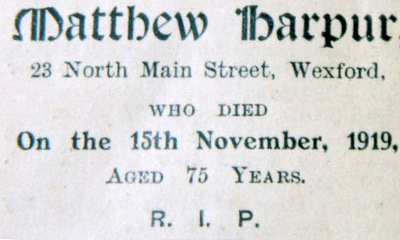 Matthew Harpur,
23 North Main Street, Wexford,
WHO DIED
On the 15th November, 1919,
AGED 75 YEARS.
R. I. P.